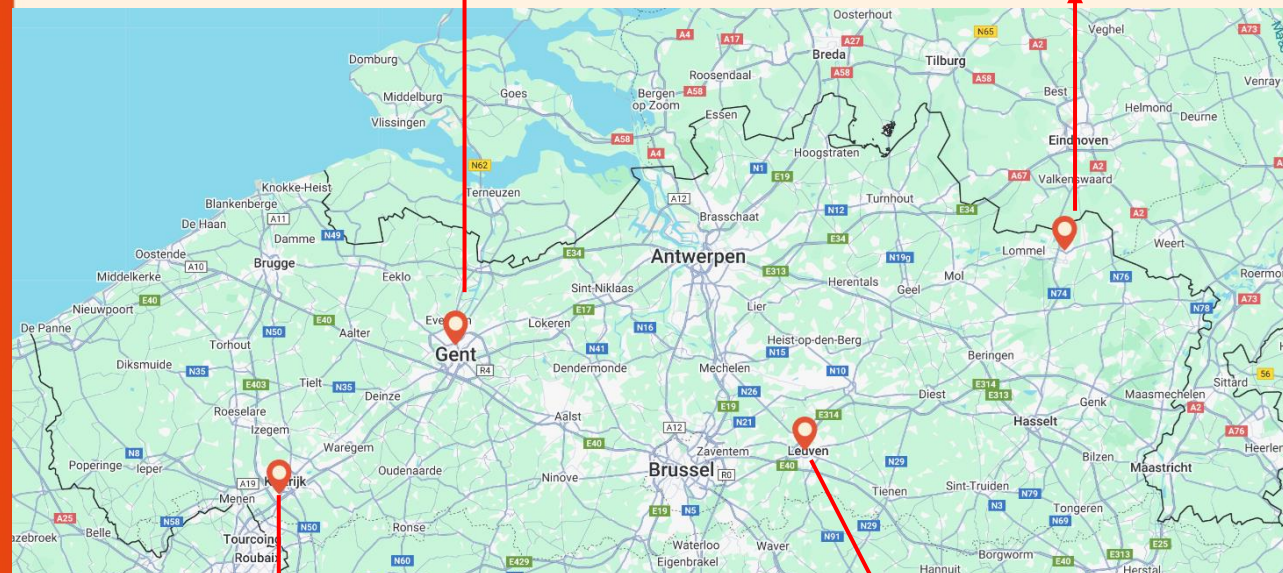 Oosterhout
N65
Veghel
A73
A4
A17
A27
A2
Domburg
Breda
Tilburg
Roosendaal
A58
A58
Venray
Middelburg
Goes
Bergen
op Zoom
A58
Best
Helmond
Deurne
Vlissingen
Essen
A58
Eindhoven
A4
Hoogstraten
N62
N1
E19
A67
A2
Valkenswaard
Knokke-Heist
Terneuzen
A12
Turnhout
Blankenberge
A11
Brasschaat
N12
E34
A2
De Haan
Damme
N49
E34
Lommel
Weert
Oostende
Antwerpen
E34
N19g
A10
Brugge
Eeklo
E313
Mol
N76
Middelkerke
Sint-Niklaas
Herentals
Geel
N74
A73
E40
Nieuwpoort
E17
Lier
N78
De Panne
N50
E40
Aalter
Lokeren
N16
Torhout
Gent
Heist-op-den-Berg
Diksmuide
N35
N41
N15
Beringen
R4
Dendermonde
Mechelen
N10
56
E403
Tielt
N35
Deinze
N26
E314
E313
Sittard
Diest
Genk
Maasmechelen
Roeselare
E19
A2
Aalst
A12
N21
E314
Izegem
Hasselt
A76
Waregem
E40
Zaventem
Leuven
Heerlen
N8
Poperinge
Ieper
Oudenaarde
Brussel
R0
E40
N29
Bilzen
Maastricht
A19
Ninove
Menen
Tienen
Sint-Truiden
N79
A25
Belle
N58
N50
E19
N5
N29
N3
Tongeren
N69
Tourcoing
Ronse
N91
Roubaix
N60
E429
Waterloo
Waver
E25
Eigenbrakel
Borgworm
E40
E313
Hannuit
Herstal